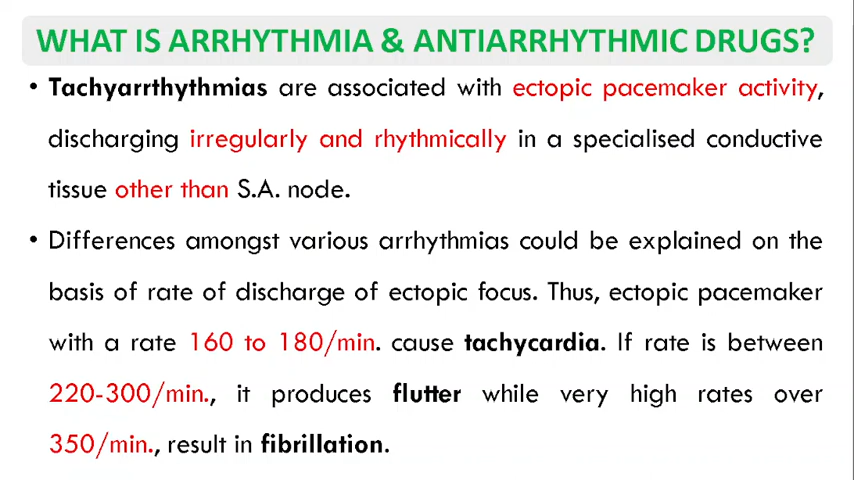 WHAT IS ARRHYTHMIA & ANTIARRHYTHMIC DRUGS?
• Tachyarrthythmias are associated with ectopic pacemaker activity,
discharging irregularly and rhythmically in a specialised conductive
tissue other than S.A. node.
• Differences amongst various arrhythmias could be explained on the
basis of rate of discharge of ectopic focus. Thus, ectopic pacemaker
with a rate 160 to 180/min. cause tachycardia. If rate is between
220-300/min., it produces flutter while very high rates over
350/min., result in fibrillation.